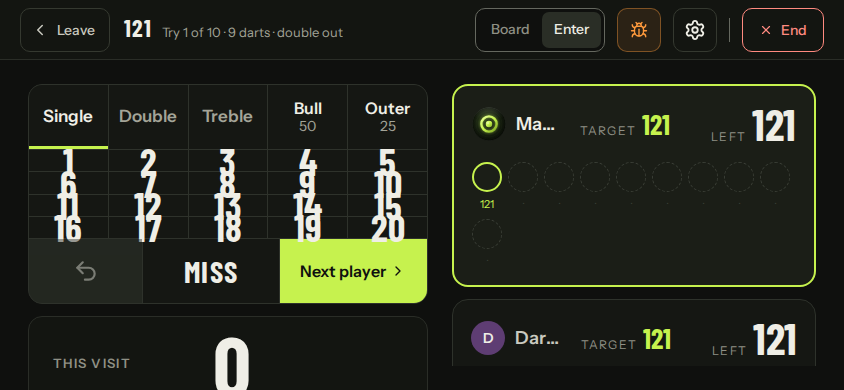 Leave 121 Try 1 of 10 · 9 darts · double out Board Enter End
Single Double Treble Bull Outer
50 25
1 2 3 4 5
6 7 8 9 10
11 12 13 14 15
16 17 18 19 20
MISS Next player
THIS VISIT 0
Ma... TARGET 121 LEFT 121
121
D Dar... TARGET 121 LEFT 121